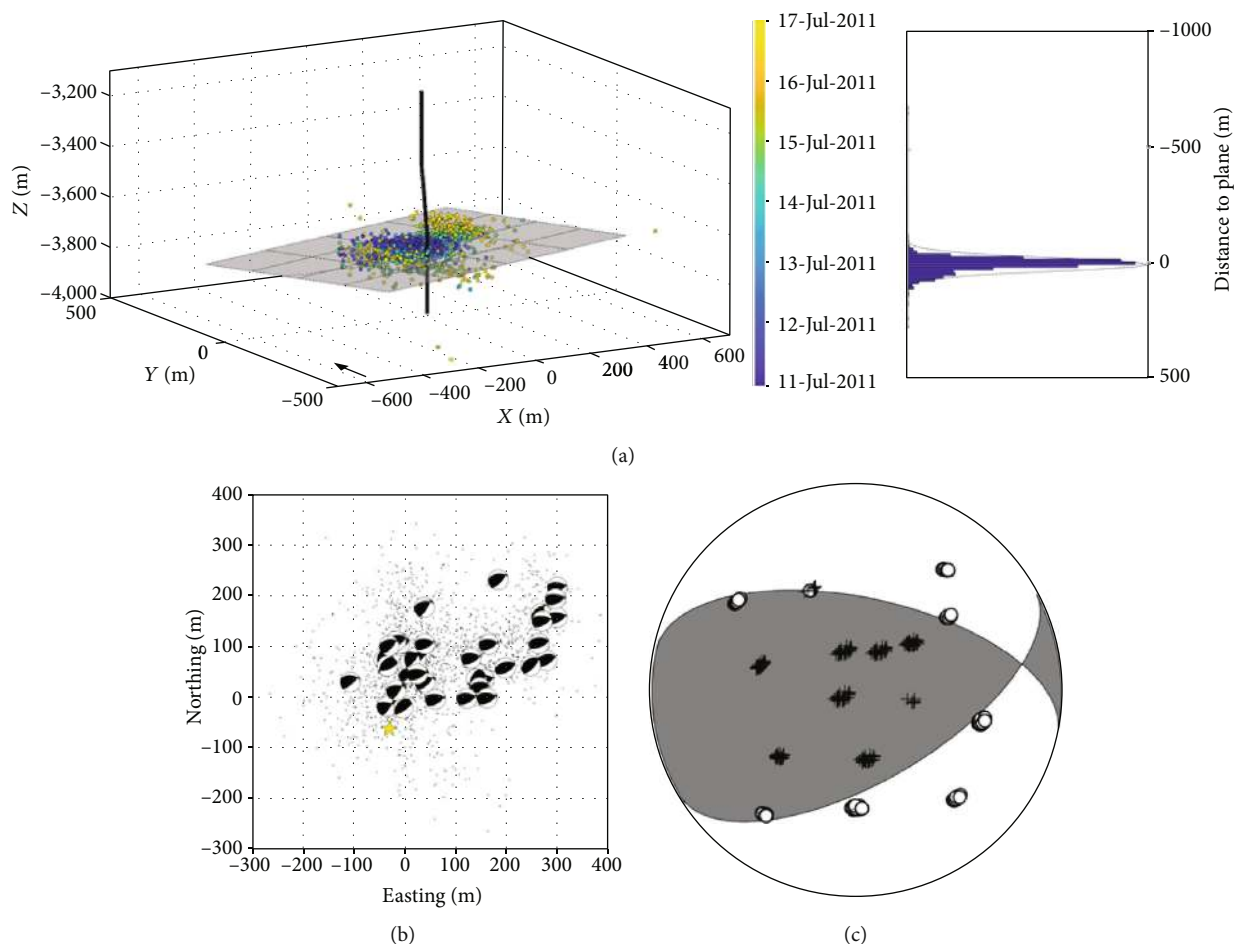 −3,200
−3,400
−3,600
−3,800
−4,000
Z (m)
500
0
−500
Y (m)
−600
−400
−200
0
200
400
600
X (m)
17-Jul-2011
16-Jul-2011
15-Jul-2011
14-Jul-2011
13-Jul-2011
12-Jul-2011
11-Jul-2011
−1000
−500
0
500
Distance to plane (m)
(a)
400
300
200
100
0
−100
−200
−300
Northing (m)
−300 −200 −100 0 100 200 300 400
Easting (m)
(b)
(c)